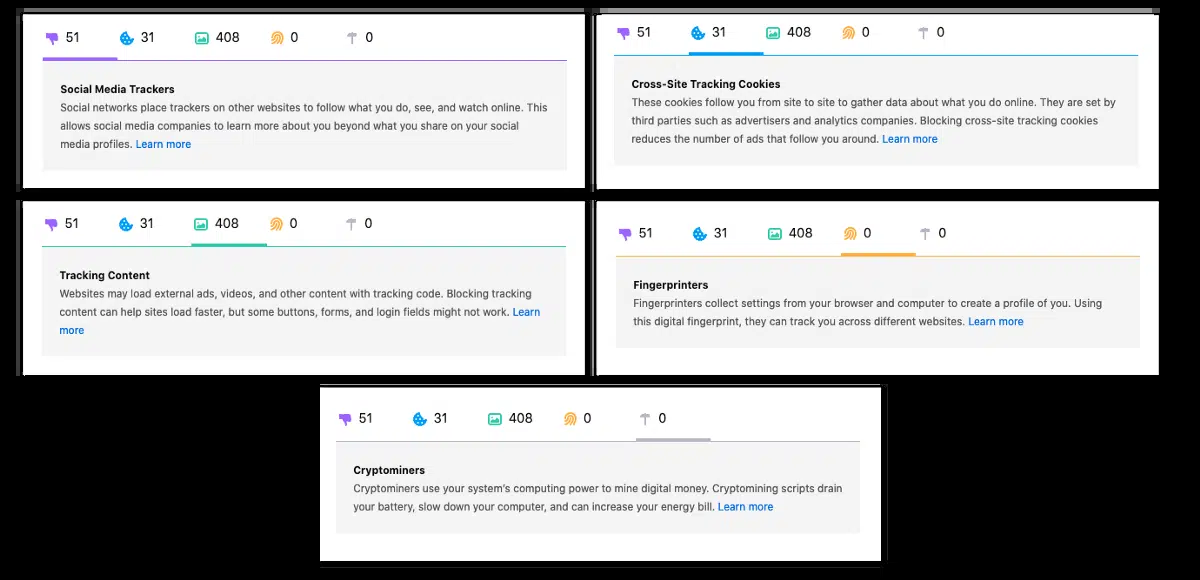 51 31 408 0 0
Social Media Trackers
Social networks place trackers on other websites to follow what you do, see, and watch online. This
allows social media companies to learn more about you beyond what you share on your social
media profiles. Learn more
51 31 408 0 0
Cross-Site Tracking Cookies
These cookies follow you from site to site to gather data about what you do online. They are set by
third parties such as advertisers and analytics companies. Blocking cross-site tracking cookies
reduces the number of ads that follow you around. Learn more
51 31 408 0 0
Tracking Content
Websites may load external ads, videos, and other content with tracking code. Blocking tracking
content can help sites load faster, but some buttons, forms, and login fields might not work. Learn
more
51 31 408 0 0
Fingerprinters
Fingerprinters collect settings from your browser and computer to create a profile of you. Using
this digital fingerprint, they can track you across different websites. Learn more
51 31 408 0 0
Cryptominers
Cryptominers use your system's computing power to mine digital money. Cryptomining scripts drain
your battery, slow down your computer, and can increase your energy bill. Learn more